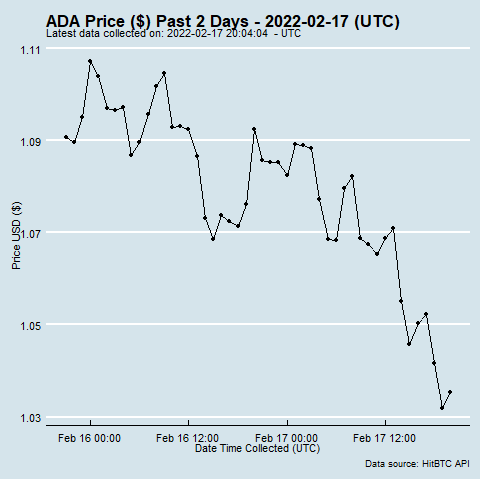 ADA Price ($) Past 2 Days - 2022-02-17 (UTC)
Latest data collected on: 2022-02-17 20:04:04 - UTC
1.11
1.09
1.07
1.05
1.03
Price USD ($)
Feb 16 00:00 Feb 16 12:00 Feb 17 00:00 Feb 17 12:00
Date Time Collected (UTC)
Data source: HitBTC API